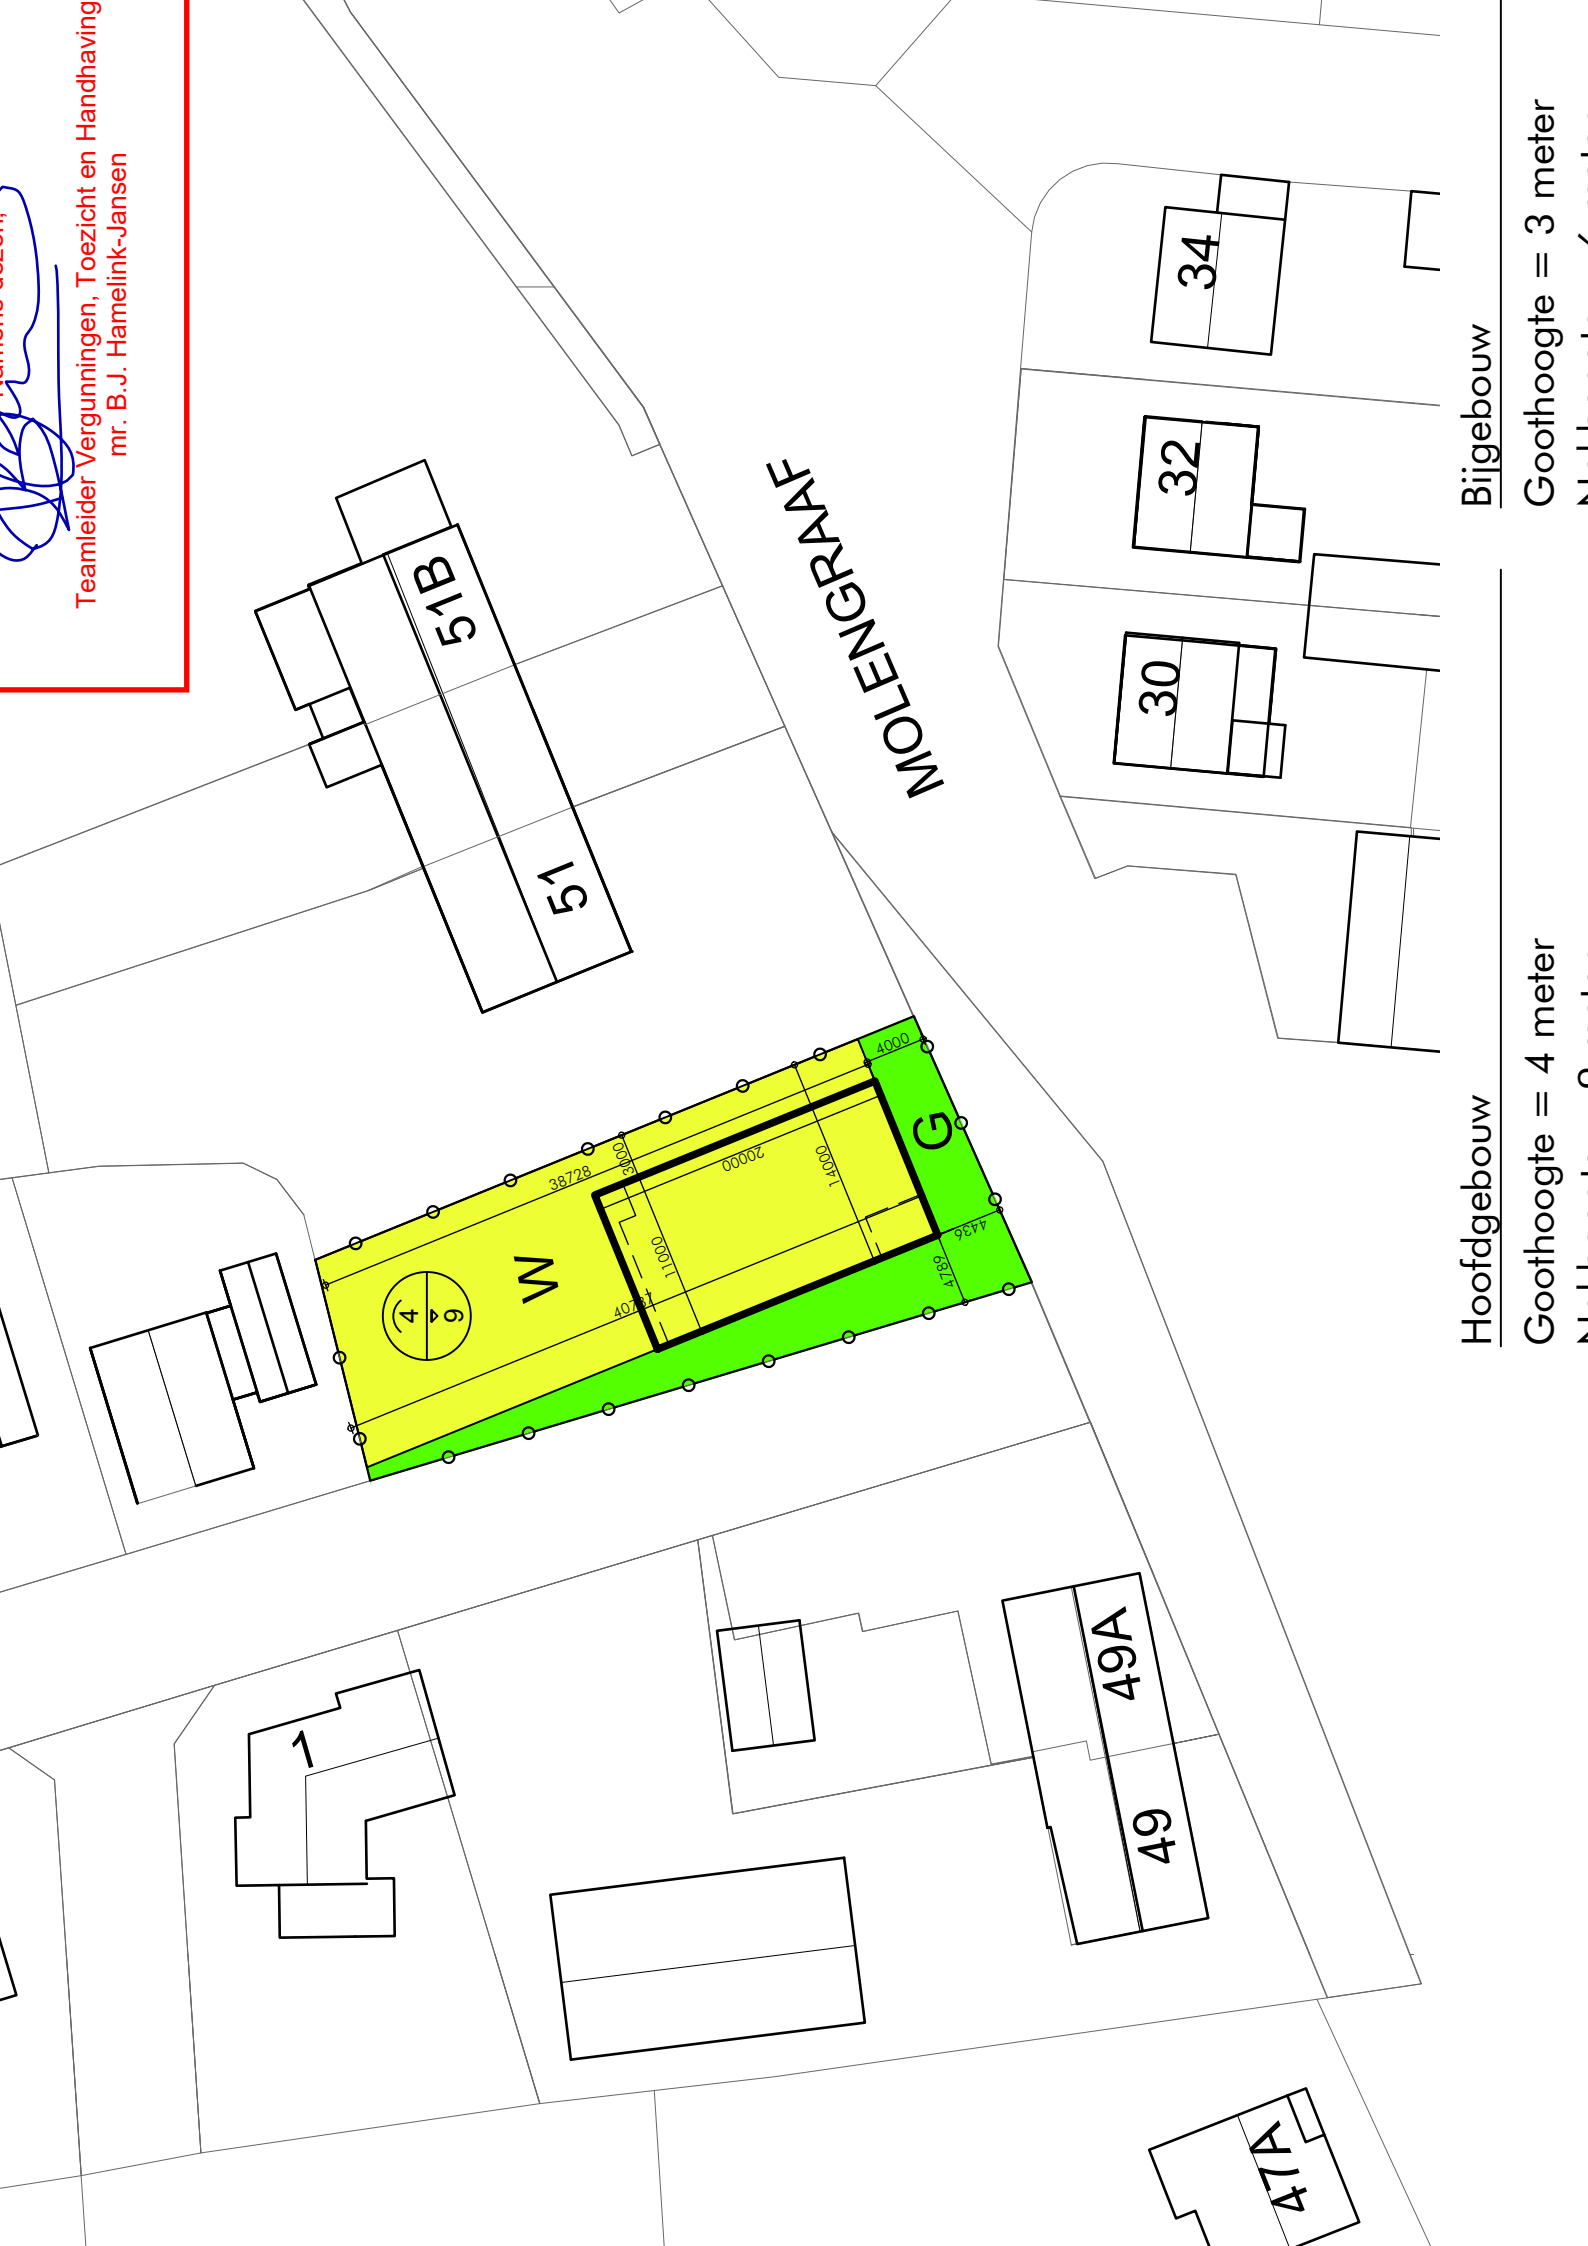 Teamleider Vergunningen, Toezicht en Handhaving
mr. B.J. Hamelink-Jansen
MOLENGRAAF
51B
51
34
32
30
4000
38728
3000
20000
14000
11000
G
W
4
9
4436
4789
1
49A
49
47A
Bijgebouw
Goothoogte = 3 meter
Hoofdgebouw
Goothoogte = 4 meter